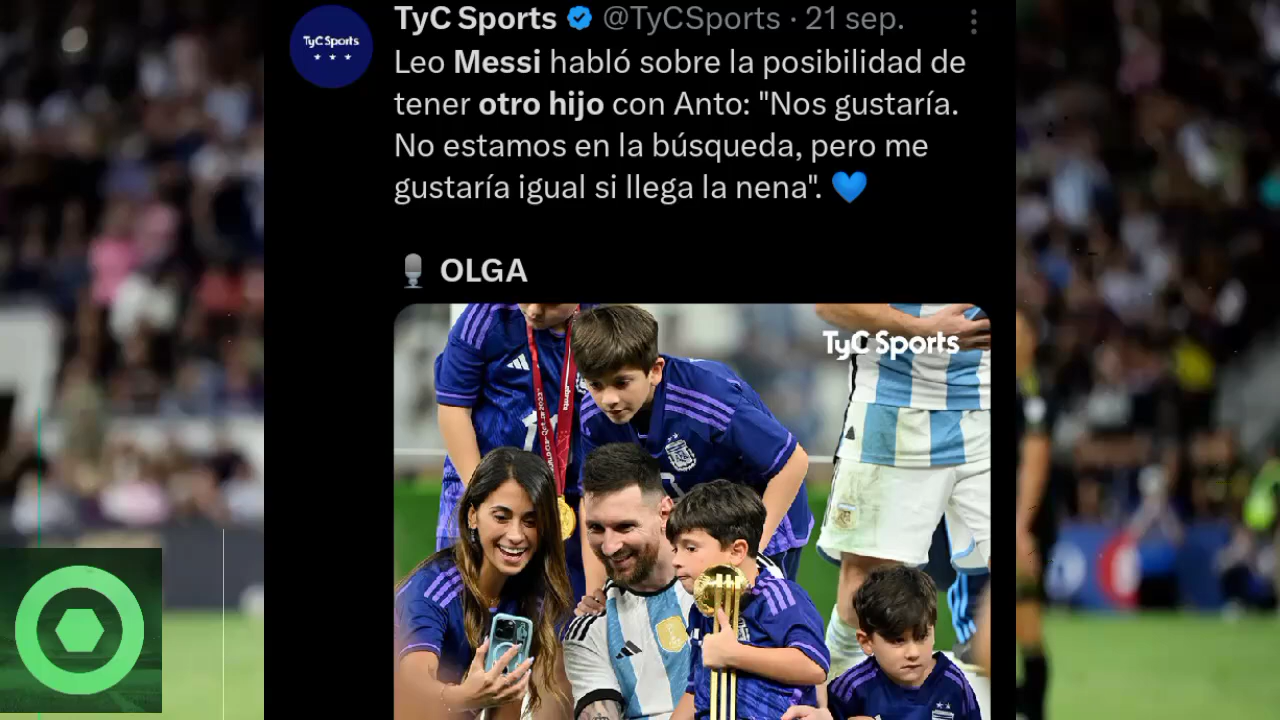 TyC Sports @TyCSports · 21 sep.
TyC Sports
Leo Messi habló sobre la posibilidad de
tener otro hijo con Anto: "Nos gustaría.
No estamos en la búsqueda, pero me
gustaría igual si llega la nena". 💙
🎙️ OLGA
TyC Sports